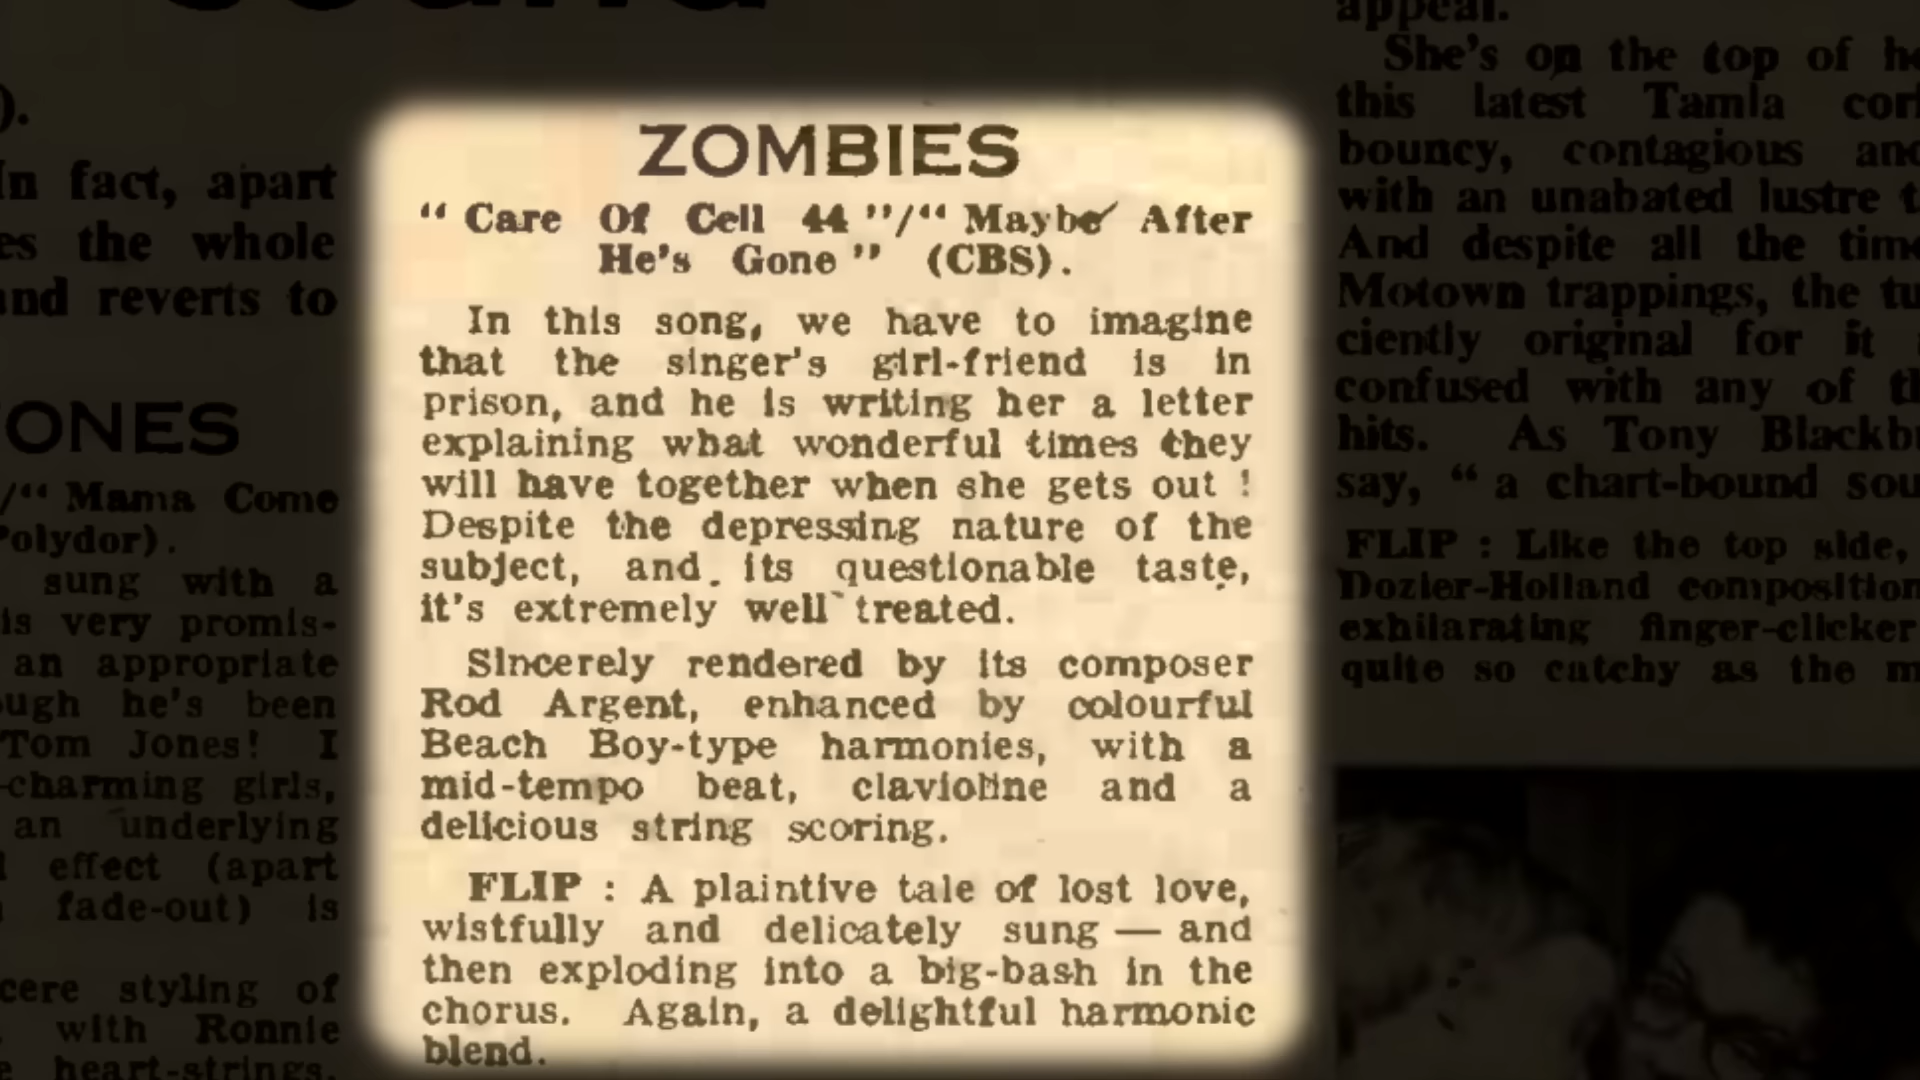 ).
In fact, apart
es the whole
and reverts to
ONES
/“ Mama Come
Polydor).
sung with a
is very promis-
an appropriate
ough he's been
Tom Jones! I
-charming girls,
an underlying
effect (apart
fade-out) is
cere styling of
with Ronnie
heart-strings.
ZOMBIES
“ Care Of Cell 44 ”/“ Maybe After
He's Gone ” (CBS).
In this song, we have to imagine
that the singer's girl-friend is in
prison, and he is writing her a letter
explaining what wonderful times they
will have together when she gets out !
Despite the depressing nature of the
subject, and its questionable taste,
it's extremely well treated.
Sincerely rendered by its composer
Rod Argent, enhanced by colourful
Beach Boy-type harmonies, with a
mid-tempo beat, clavioline and a
delicious string scoring.
FLIP : A plaintive tale of lost love,
wistfully and delicately sung — and
then exploding into a big-bash in the
chorus. Again, a delightful harmonic
blend.
appeal.
She's on the top of
this latest Tamla
bouncy, contagious
with an unabated lustre
And despite all the
Motown trappings, the
ciently original for it
confused with any of
hits. As Tony
say, “ a chart-bound
FLIP : Like the top side,
Dozier-Holland composition
exhilarating finger-clicker
quite so catchy as the